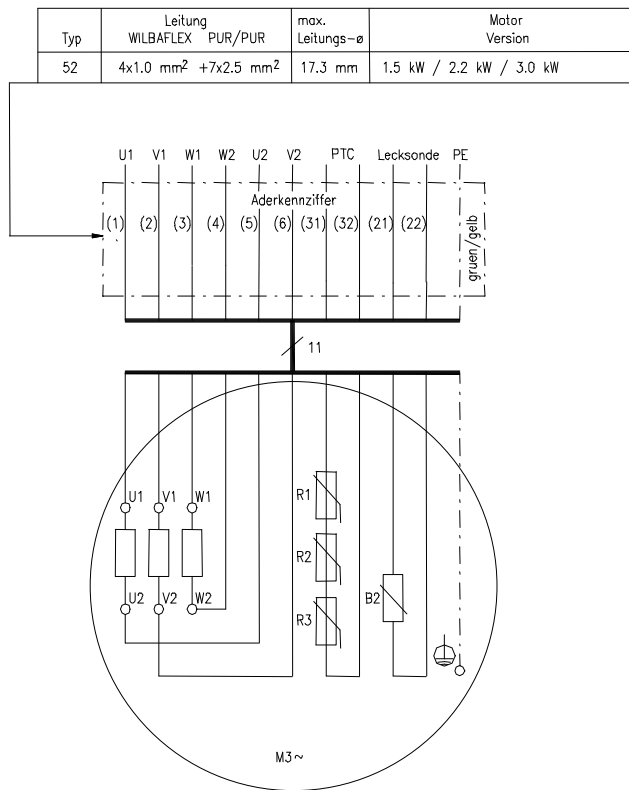 Typ Leitung WILBAFLEX PUR/PUR max. Leitungs-ø Motor Version
52 4x1.0 mm² +7x2.5 mm² 17.3 mm 1.5 kW / 2.2 kW / 3.0 kW
U1 V1 W1 W2 U2 V2 PTC Lecksonde PE
Aderkennziffer
(1) (2) (3) (4) (5) (6) (31) (32) (21) (22) gruen/gelb
11
U1 V1 W1 R1
R2
U2 V2 W2 R3 B2
M3~